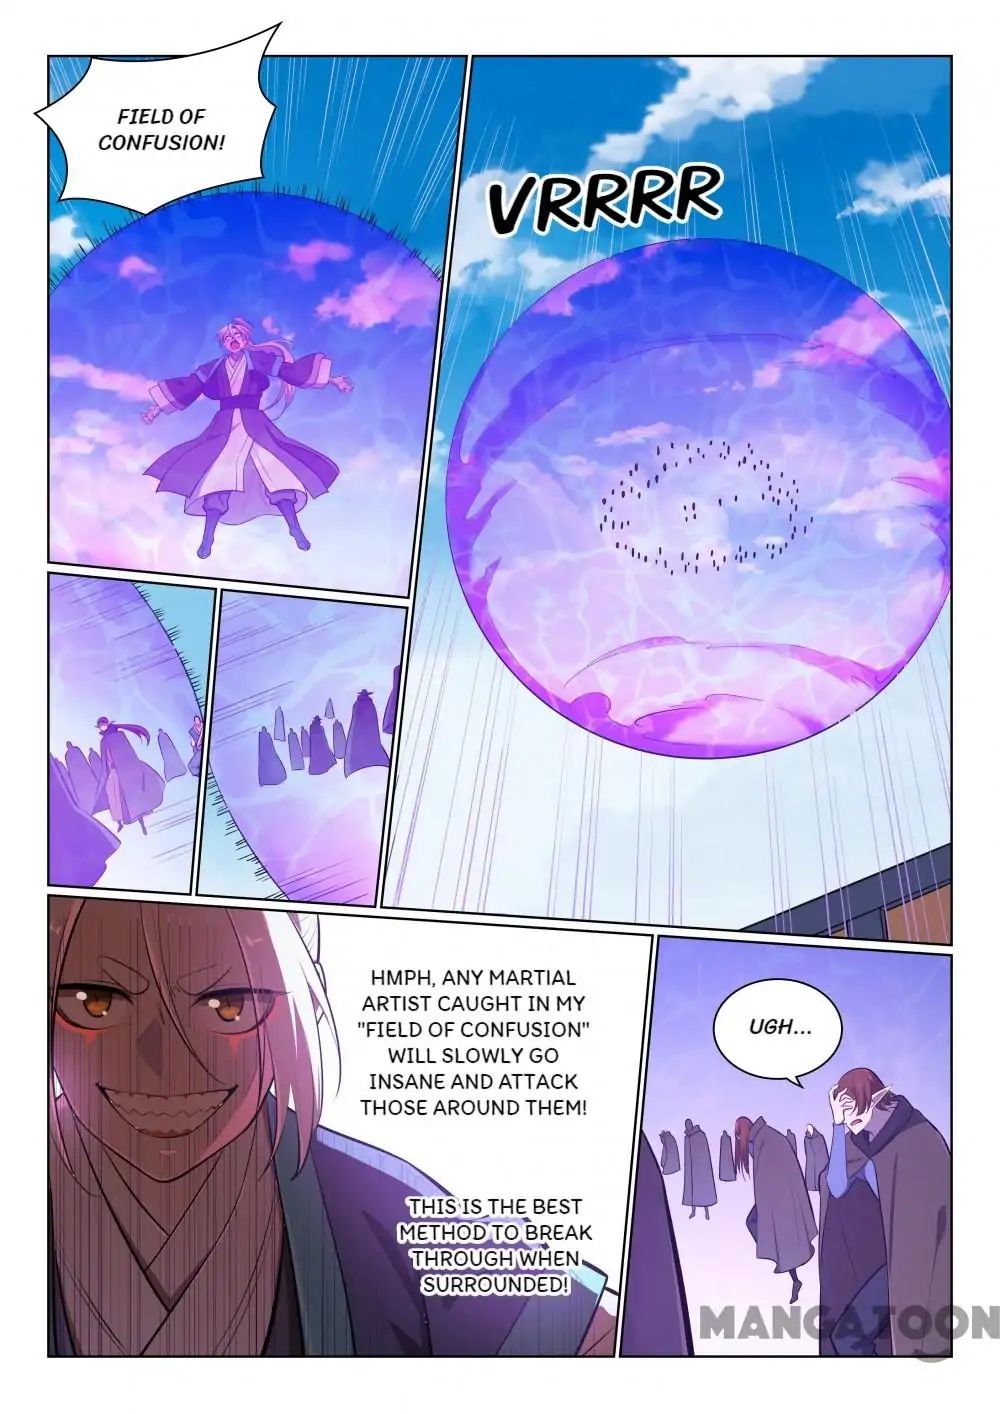 FIELD OF
CONFUSION!
VRRRR
HMPH, ANY MARTIAL
ARTIST CAUGHT IN MY
"FIELD OF CONFUSION"
WILL SLOWLY GO
INSANE AND ATTACK
THOSE AROUND THEM!
THIS IS THE BEST
METHOD TO BREAK
THROUGH WHEN
SURROUNDED!
UGH...
MANGATOON